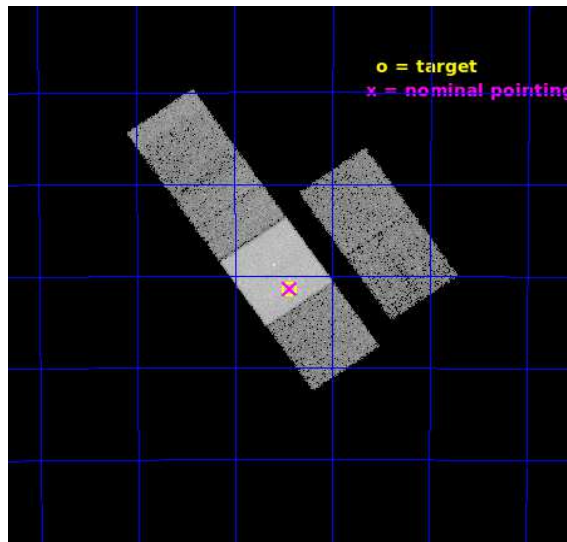 o = target
x = nominal pointing